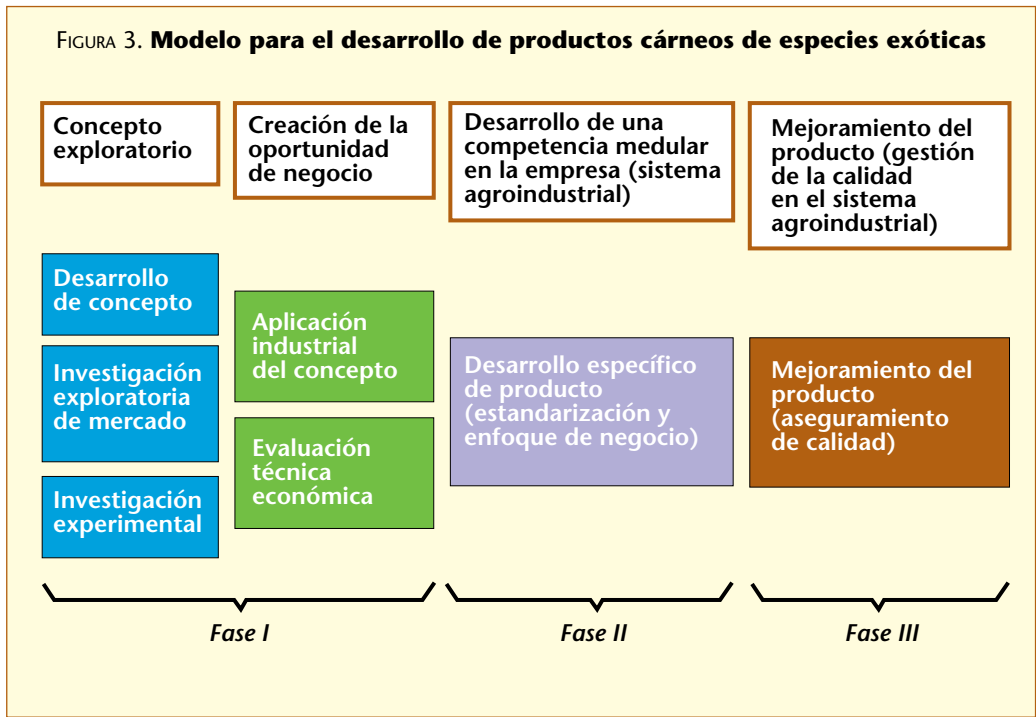 FIGURA 3. Modelo para el desarrollo de productos cárneos de especies exóticas
Concepto
exploratorio
Creación de la
oportunidad
de negocio
Desarrollo de una
competencia medular
en la empresa (sistema
agroindustrial)
Mejoramiento del
producto (gestión
de la calidad
en el sistema
agroindustrial)
Desarrollo
de concepto
Investigación
exploratoria
de mercado
Investigación
experimental
Aplicación
industrial
del concepto
Evaluación
técnica
económica
Desarrollo específico
de producto
(estandarización y
enfoque de negocio)
Mejoramiento del
producto
(aseguramiento
de calidad)
Fase I
Fase II
Fase III